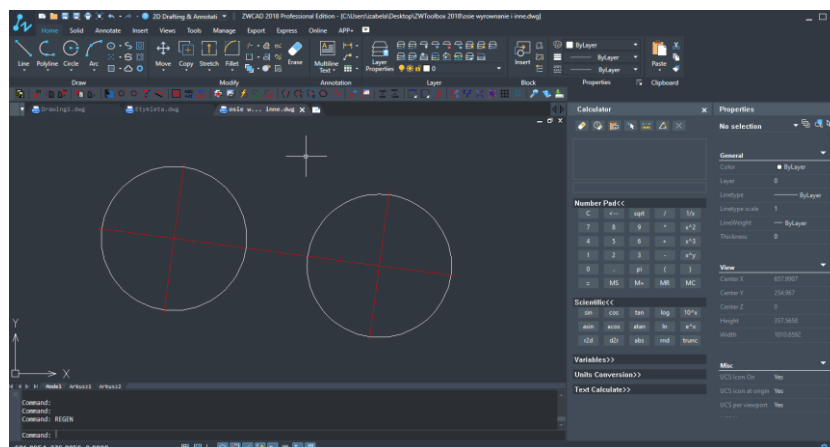 2D Drafting & Annotati
ZWCAD 2018 Professional Edition - [C:\Users\Izabela\Desktop\ZWToolbox 2018\osie wyrownanie i inne.dwg]
Home Solid Annotate Insert Views Tools Manage Export Express Online APP+
Line Polyline Circle Arc
Move Copy Stretch Fillet
Erase
Multiline Text
Layer Properties
0
Insert
ByLayer
ByLayer
ByLayer
Paste
Draw Modify Annotation Layer Block Properties Clipboard
Drawing1.dwg
osie w... inne.dwg
Calculator
Number Pad<<
C <-- sqrt / 1/x
7 8 9 * x^2
4 5 6 + x^3
1 2 3 - x^y
0 . pi ( )
= MS M+ MR MC
Scientific<<
sin cos tan log 10^x
asin acos atan ln e^x
r2d d2r abs rnd trunc
Variables>>
Units Conversion>>
Text Calculate>>
Properties
No selection
General
Color ByLayer
Layer 0
Linetype ByLayer
Linetype scale 1
LineWeight ByLayer
Thickness 0
View
Center X 657.9907
Center Y 254.967
Center Z 0
Height 357.5658
Width 1010.6592
Misc
UCS icon On Yes
UCS icon at origin Yes
UCS per viewport Yes
Y
X
Model Arkusz1 Arkusz2
Command:
Command:
Command: REGEN
Command: